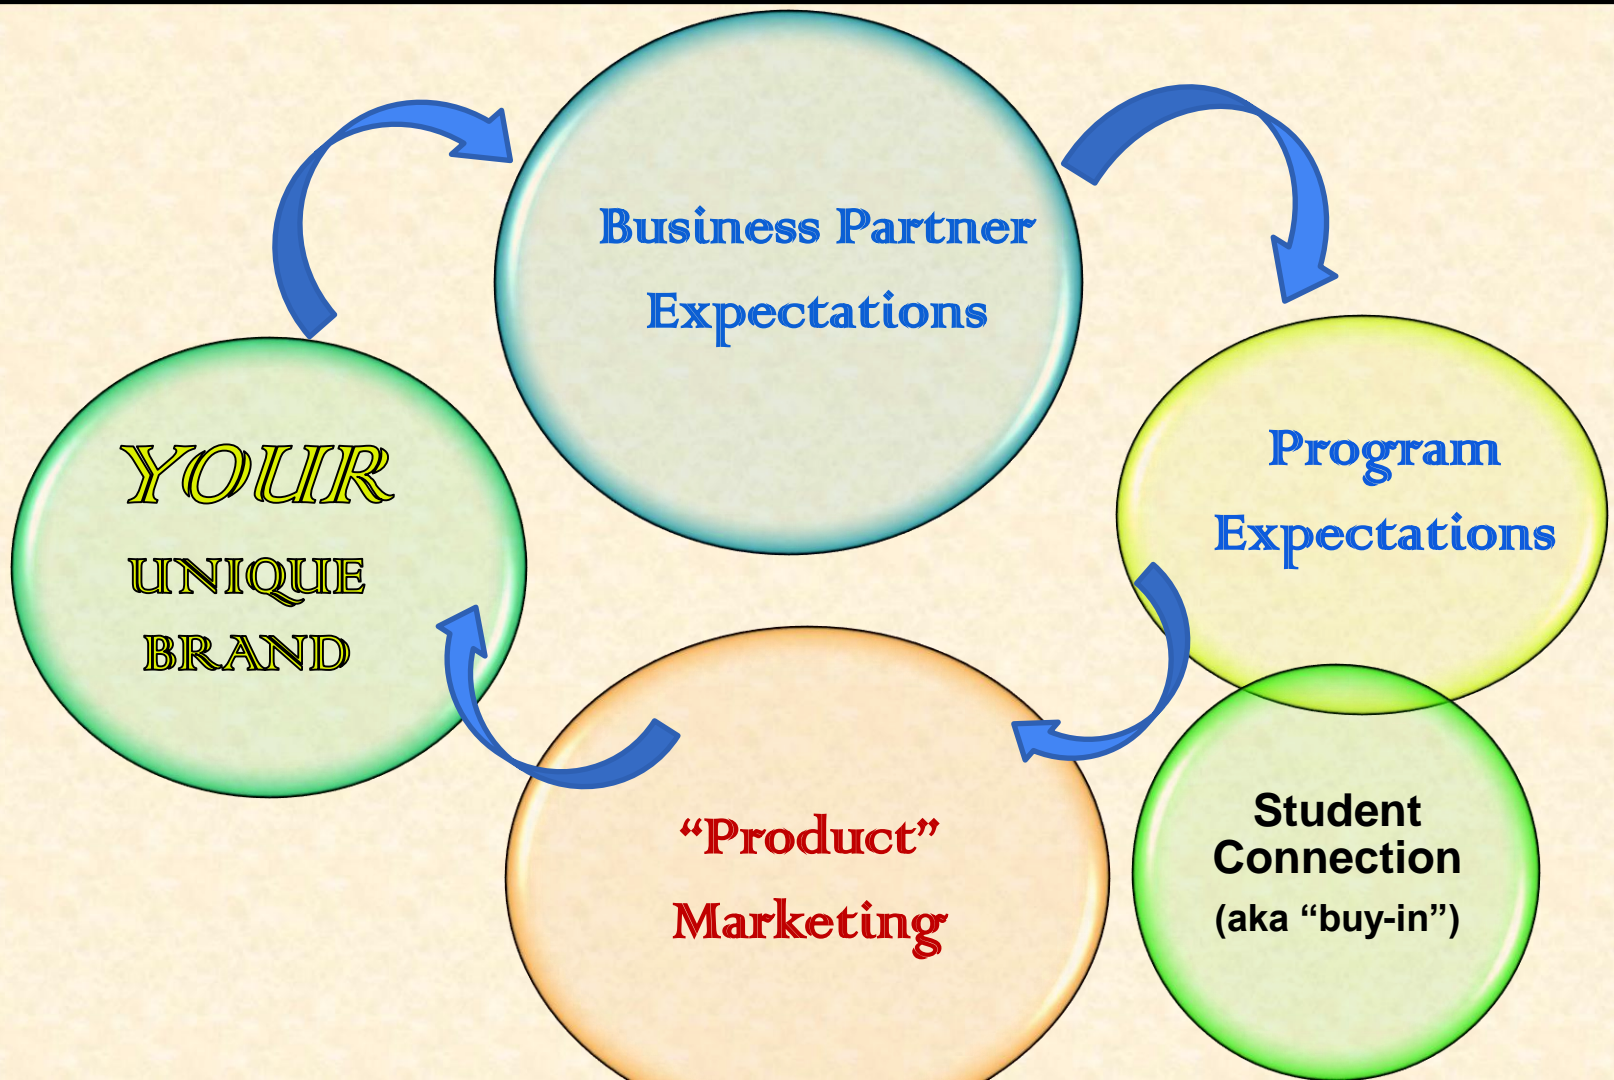 Business Partner
Expectations
Program
Expectations
YOUR
UNIQUE
BRAND
“Product”
Marketing
Student
Connection
(aka “buy-in”)